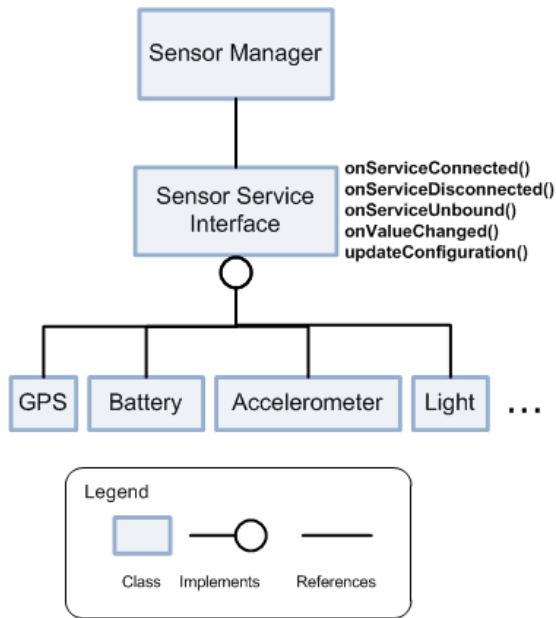 Sensor Manager
Sensor Service
Interface
onServiceConnected()
onServiceDisconnected()
onServiceUnbound()
onValueChanged()
updateConfiguration()
GPS
Battery
Accelerometer
Light
...
Legend
Class
Implements
References